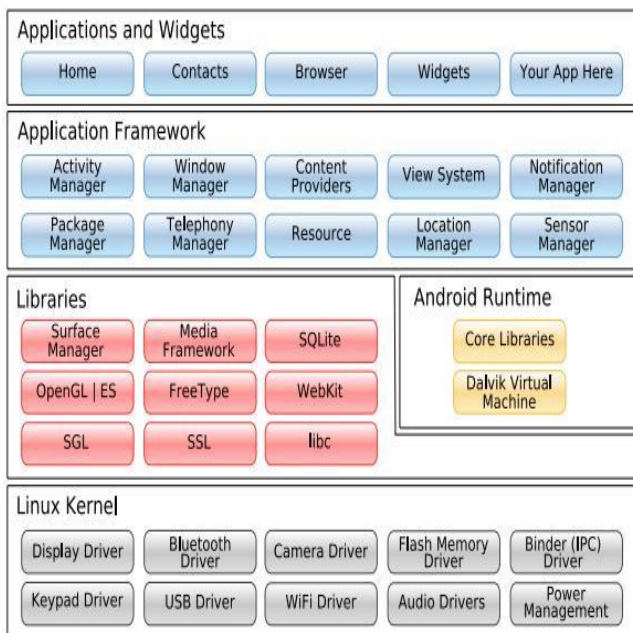 Applications and Widgets
Home
Contacts
Browser
Widgets
Your App Here
Application Framework
Activity
Manager
Window
Manager
Content
Providers
View System
Notification
Manager
Package
Manager
Telephony
Manager
Resource
Location
Manager
Sensor
Manager
Libraries
Surface
Manager
Media
Framework
SQLite
OpenGL | ES
FreeType
WebKit
SGL
SSL
libc
Android Runtime
Core Libraries
Dalvik Virtual
Machine
Linux Kernel
Display Driver
Bluetooth
Driver
Camera Driver
Flash Memory
Driver
Binder (IPC)
Driver
Keypad Driver
USB Driver
WiFi Driver
Audio Drivers
Power
Management